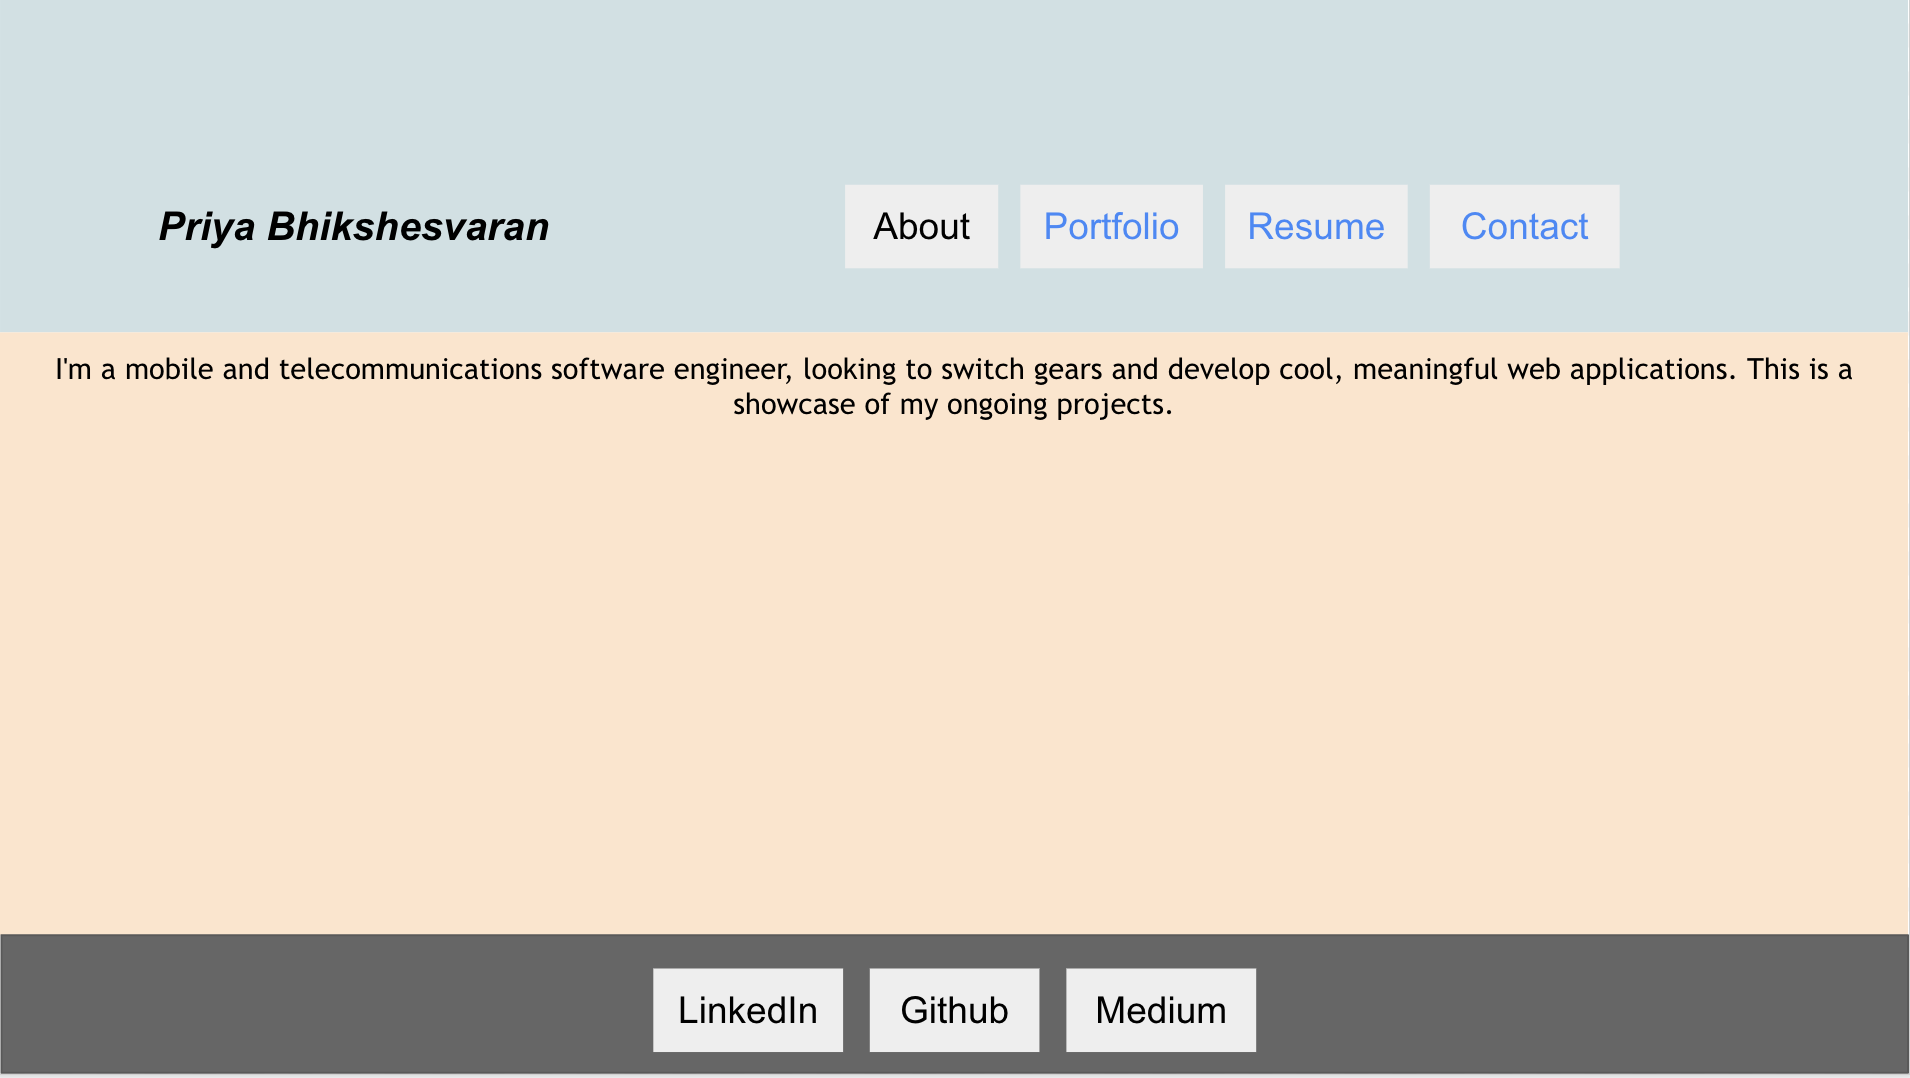 Priya Bhikshesvaran
About Portfolio Resume Contact
I'm a mobile and telecommunications software engineer, looking to switch gears and develop cool, meaningful web applications. This is a
showcase of my ongoing projects.
LinkedIn Github Medium